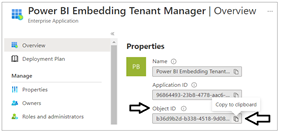 Power BI Embedding Tenant Manager | Overview ...
Enterprise Application
Overview
Deployment Plan
Manage
Properties
Owners
Roles and administrators
Properties
PB
Name
Power BI Embedding Tenant...
Application ID
96864493-23b8-4778-aac6-...
Copy to clipboard
Object ID
b36d9b2d-b338-4518-9d08...